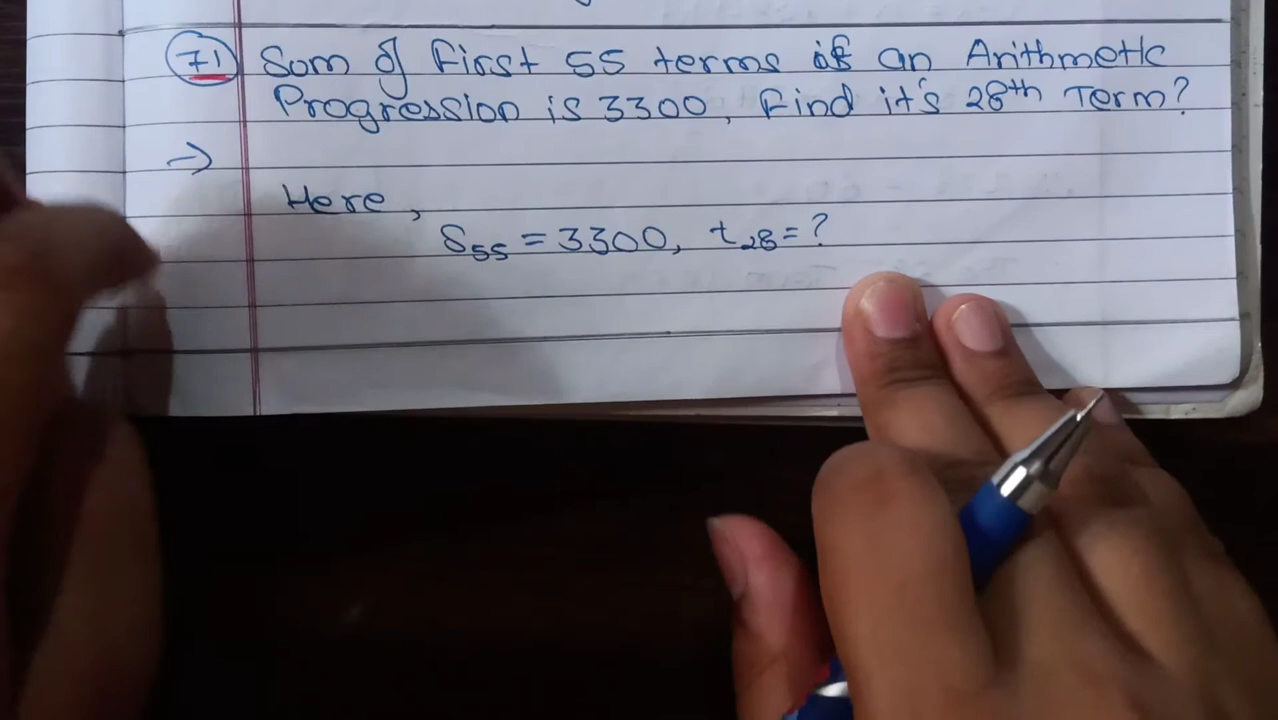 71 Som of First 55 terms of an Arithmetic
Progression is 3300, Find it's 28th Term?
→
Here,
S55 = 3300, t28 = ?